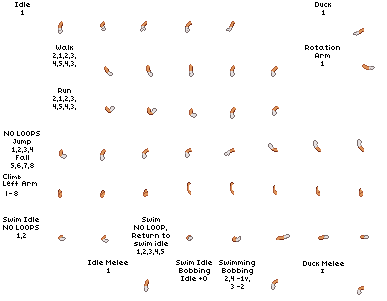 Idle
1
Duck
1
Walk
2,1,2,3,
4,5,4,3,
Rotation
Arm
1
Run
2,1,2,3,
4,5,4,3,
NO LOOPS
Jump
1,2,3,4
Fall
5,6,7,8
Climb
Left Arm
1-8
Swim Idle
NO LOOPS
1,2
Swim
NO LOOP,
Return to
swim idle
1,2,3,4,5
Idle Melee
1
Swim Idle
Bobbing
Idle +0
Swimming
Bobbing
2,4 -1v,
3 -2
Duck Melee
1